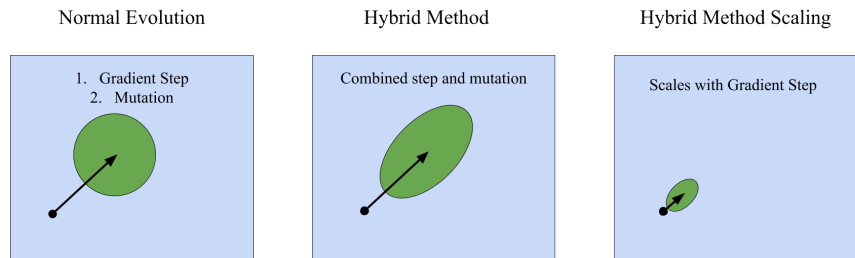 Normal Evolution
1. Gradient Step
2. Mutation
Hybrid Method
Combined step and mutation
Hybrid Method Scaling
Scales with Gradient Step